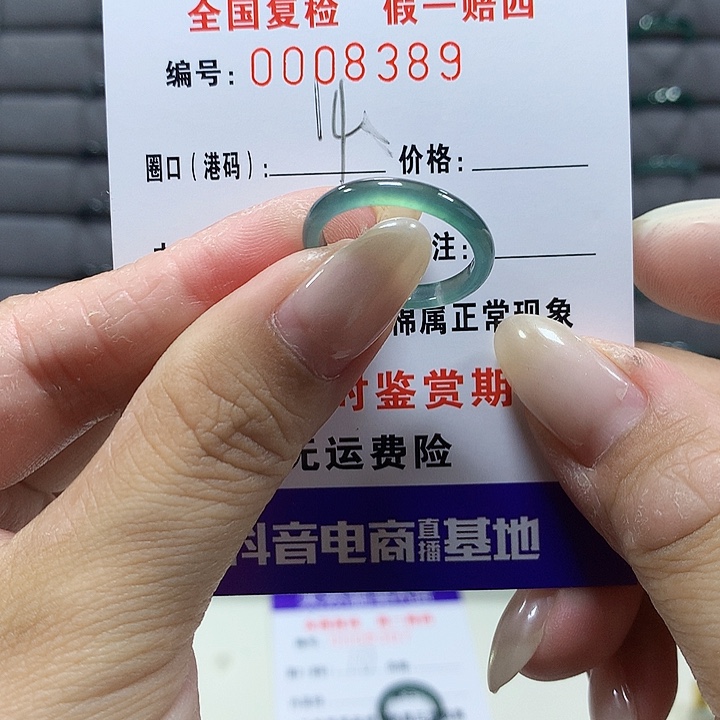 全国复检 假一赔四
编号: 0008389
14
圈口(港码): 价格:
注:
棉属正常现象
时鉴赏期
无运费险
抖音电商直播基地